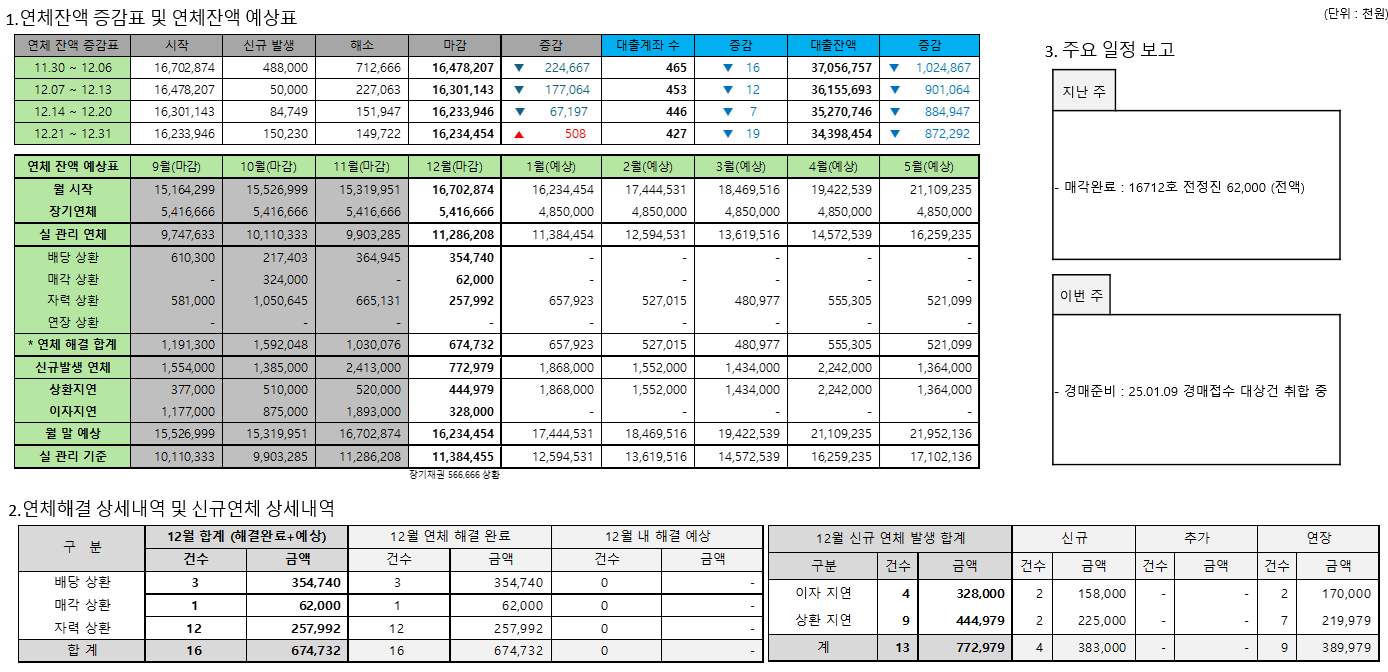 1.연체잔액 증감표 및 연체잔액 예상표
(단위 : 천원)
연체 잔액 증감표 시작 신규 발생 해소 마감 증감 대출계좌 수 증감 대출잔액 증감
11.30 ~ 12.06 16,702,874 488,000 712,666 16,478,207 ▼ 224,667 465 ▼ 16 37,056,757 ▼ 1,024,867
12.07 ~ 12.13 16,478,207 50,000 227,063 16,301,143 ▼ 177,064 453 ▼ 12 36,155,693 ▼ 901,064
12.14 ~ 12.20 16,301,143 84,749 151,947 16,233,946 ▼ 67,197 446 ▼ 7 35,270,746 ▼ 884,947
12.21 ~ 12.31 16,233,946 150,230 149,722 16,234,454 ▲ 508 427 ▼ 19 34,398,454 ▼ 872,292
연체 잔액 예상표 9월(마감) 10월(마감) 11월(마감) 12월(마감) 1월(예상) 2월(예상) 3월(예상) 4월(예상) 5월(예상)
월 시작 15,164,299 15,526,999 15,319,951 16,702,874 16,234,454 17,444,531 18,469,516 19,422,539 21,109,235
장기연체 5,416,666 5,416,666 5,416,666 5,416,666 4,850,000 4,850,000 4,850,000 4,850,000 4,850,000
실 관리 연체 9,747,633 10,110,333 9,903,285 11,286,208 11,384,454 12,594,531 13,619,516 14,572,539 16,259,235
배당 상환 610,300 217,403 364,945 354,740 - - - - -
매각 상환 - 324,000 - 62,000 - - - - -
자력 상환 581,000 1,050,645 665,131 257,992 657,923 527,015 480,977 555,305 521,099
연장 상환 - - - - - - - - -
* 연체 해결 합계 1,191,300 1,592,048 1,030,076 674,732 657,923 527,015 480,977 555,305 521,099
신규발생 연체 1,554,000 1,385,000 2,413,000 772,979 1,868,000 1,552,000 1,434,000 2,242,000 1,364,000
상환지연 377,000 510,000 520,000 444,979 1,868,000 1,552,000 1,434,000 2,242,000 1,364,000
이자지연 1,177,000 875,000 1,893,000 328,000 - - - - -
월 말 예상 15,526,999 15,319,951 16,702,874 16,234,454 17,444,531 18,469,516 19,422,539 21,109,235 21,952,136
실 관리 기준 10,110,333 9,903,285 11,286,208 11,384,455 12,594,531 13,619,516 14,572,539 16,259,235 17,102,136
장기채권 566,666 상환
3. 주요 일정 보고
지난 주
- 매각완료 : 16712호 전정진 62,000 (전액)
이번 주
- 경매준비 : 25.01.09 경매접수 대상건 취합 중
2.연체해결 상세내역 및 신규연체 상세내역
구 분 12월 합계 (해결완료+예상) 12월 연체 해결 완료 12월 내 해결 예상
건수 금액 건수 금액 건수 금액
배당 상환 3 354,740 3 354,740 0 -
매각 상환 1 62,000 1 62,000 0 -
자력 상환 12 257,992 12 257,992 0 -
합 계 16 674,732 16 674,732 0 -
12월 신규 연체 발생 합계 신규 추가 연장
구분 건수 금액 건수 금액 건수 금액 건수 금액
이자 지연 4 328,000 2 158,000 - - 2 170,000
상환 지연 9 444,979 2 225,000 - - 7 219,979
계 13 772,979 4 383,000 - - 9 389,979